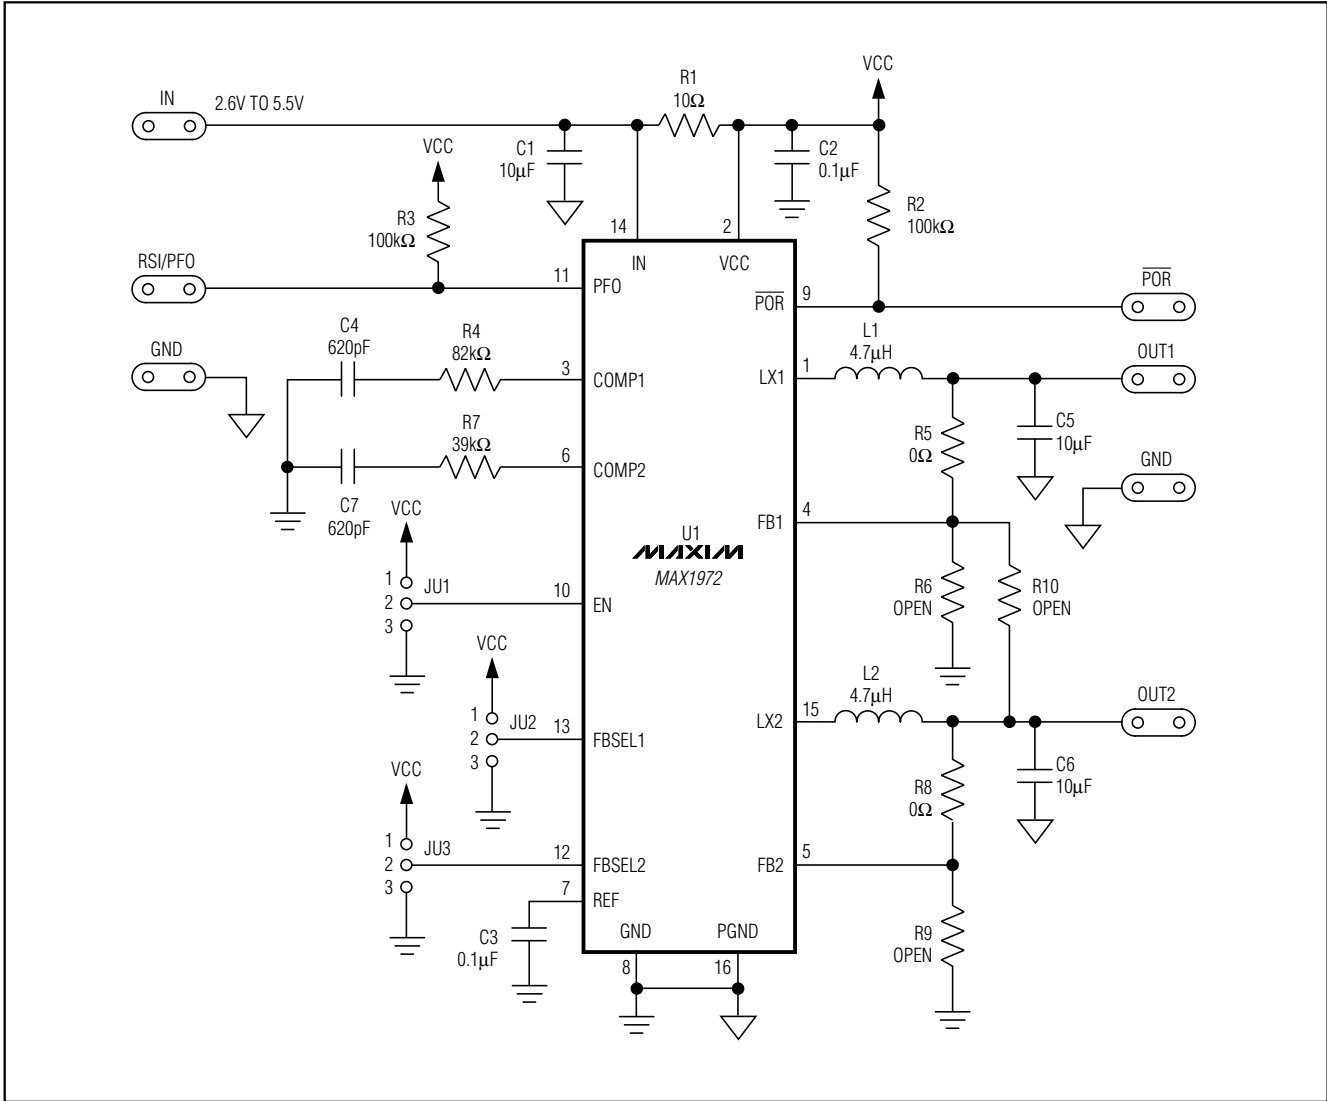 VCC
R1
10Ω
IN
2.6V TO 5.5V
VCC
C1
10µF
C2
0.1µF
R3
100kΩ
R2
100kΩ
14
2
IN
VCC
RSI/PFO
11
PFO
POR
9
POR
C4
620pF
R4
82kΩ
L1
4.7µH
GND
3
COMP1
LX1
1
OUT1
R7
39kΩ
R5
0Ω
C5
10µF
6
COMP2
GND
C7
620pF
VCC
FB1
4
U1
MAXIM
MAX1972
1
2
3
JU1
10
EN
R6
OPEN
R10
OPEN
VCC
L2
4.7µH
OUT2
1
2
3
JU2
13
FBSEL1
LX2
15
VCC
R8
0Ω
C6
10µF
1
2
3
JU3
12
FBSEL2
FB2
5
7
REF
C3
0.1µF
GND
PGND
R9
OPEN
8
16